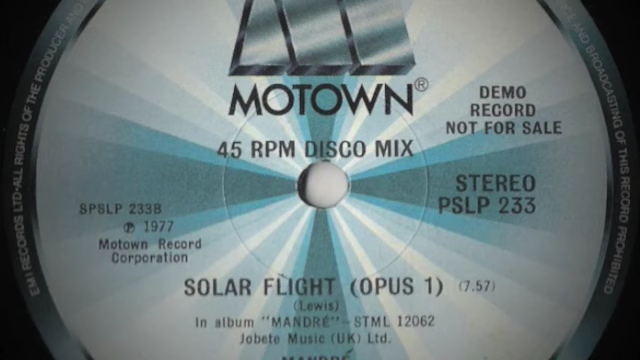 MOTOWN®
DEMO
RECORD
NOT FOR SALE
45 RPM DISCO MIX
STEREO
PSLP 233
SPSLP 233B
℗ 1977
Motown Record
Corporation
SOLAR FLIGHT (OPUS 1) (7.57)
(Lewis)
In album "MANDRÉ" - STML 12062
Jobete Music (UK) Ltd.
MANDRÉ
EMI RECORDS LTD-ALL RIGHTS OF THE PRODUCER AND
AND BROADCASTING OF THIS RECORD PROHIBITED